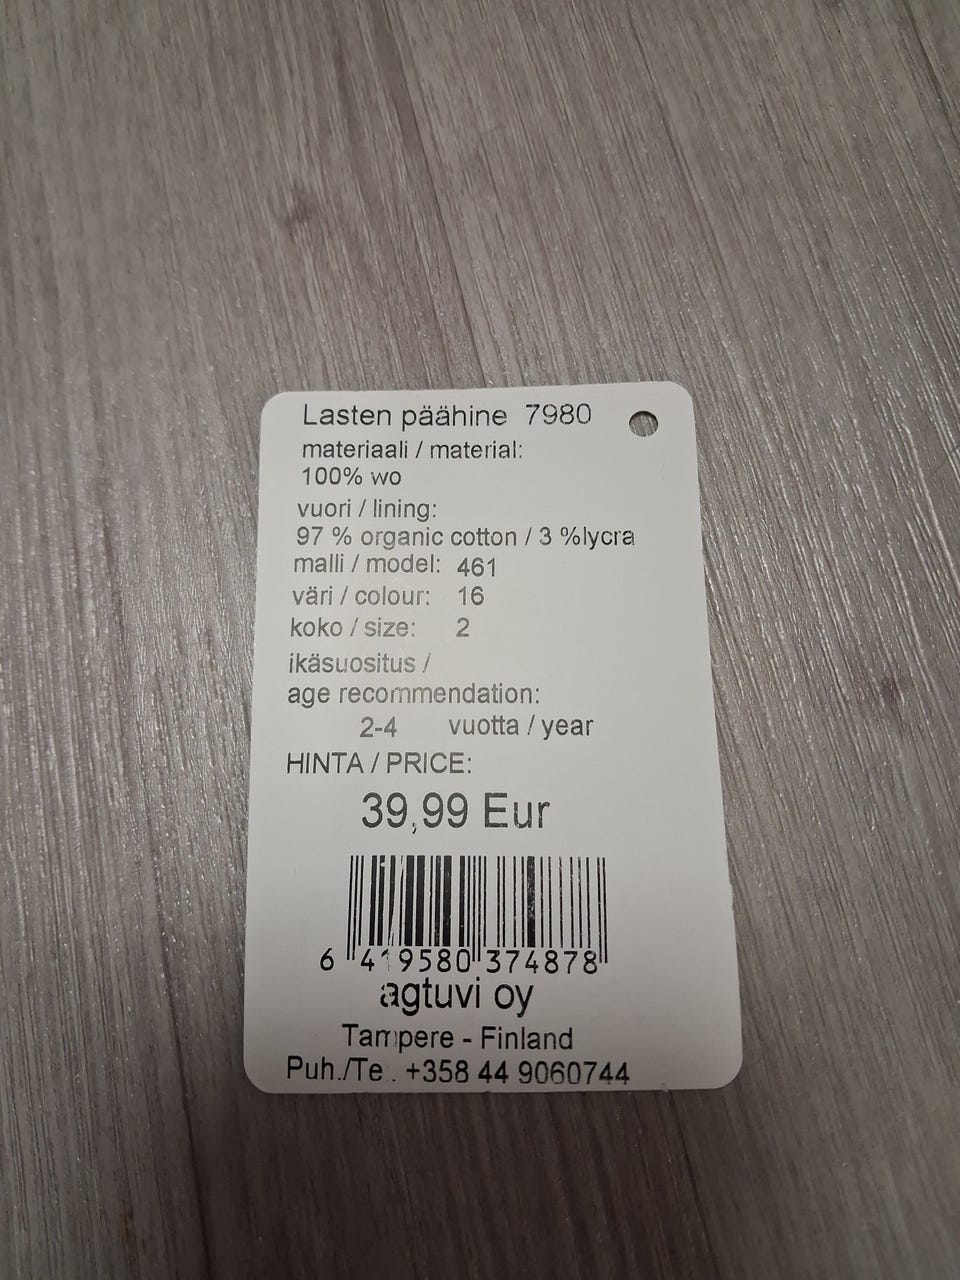 Lasten päähine 7980
materiaali / material:
100% wo
vuori / lining:
97 % organic cotton / 3 %lycra
malli / model: 461
väri / colour: 16
koko / size: 2
ikäsuositus /
age recommendation:
2-4 vuotta / year
HINTA / PRICE:
39,99 Eur
6 419580 374878
agtuvi oy
Tampere - Finland
Puh./Te . +358 44 9060744